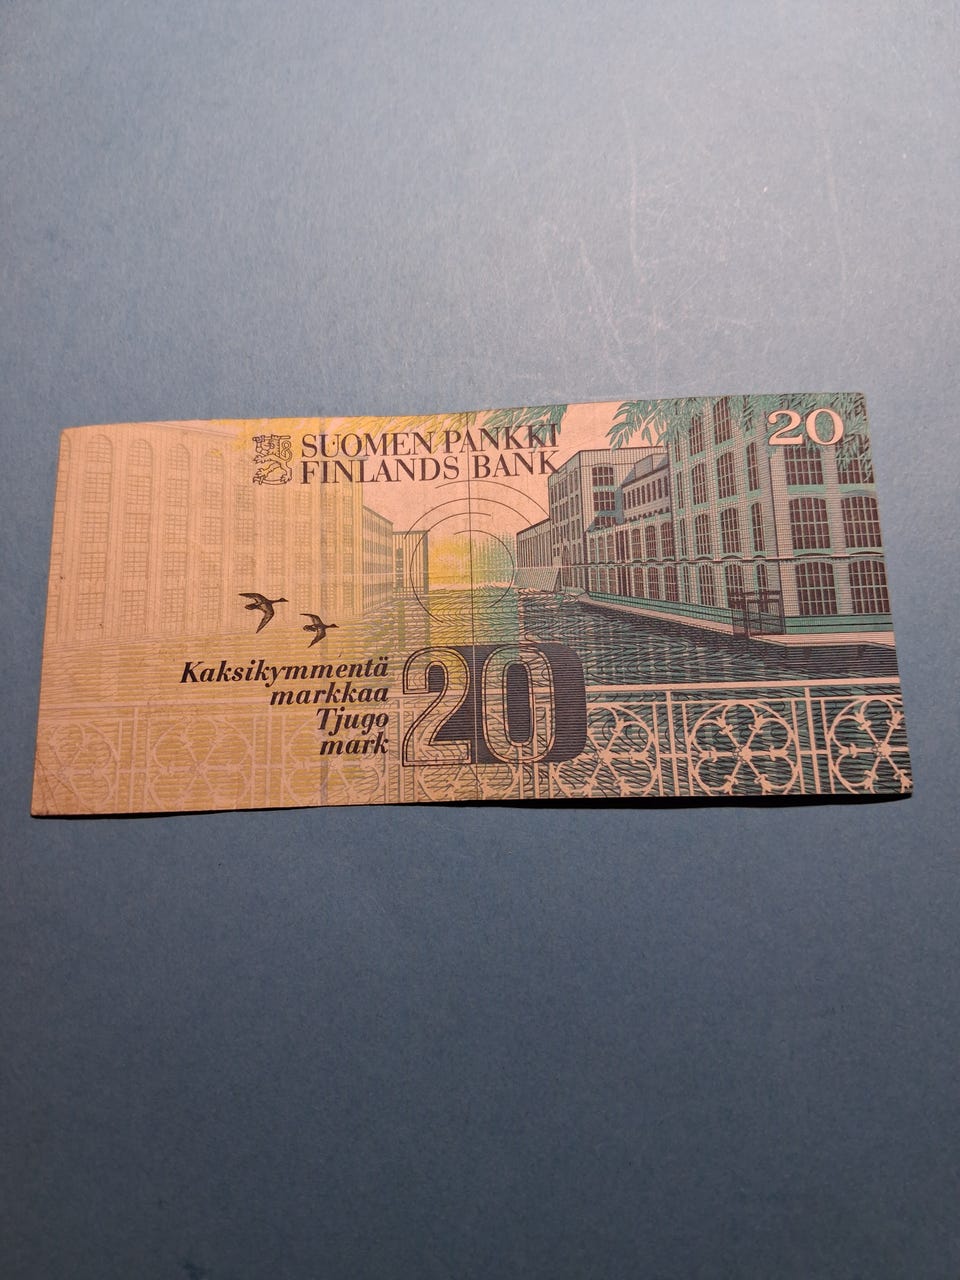 SUOMEN PANKKI
FINLANDS BANK
20
Kaksikymmentä
markkaa
Tjugo
mark
20